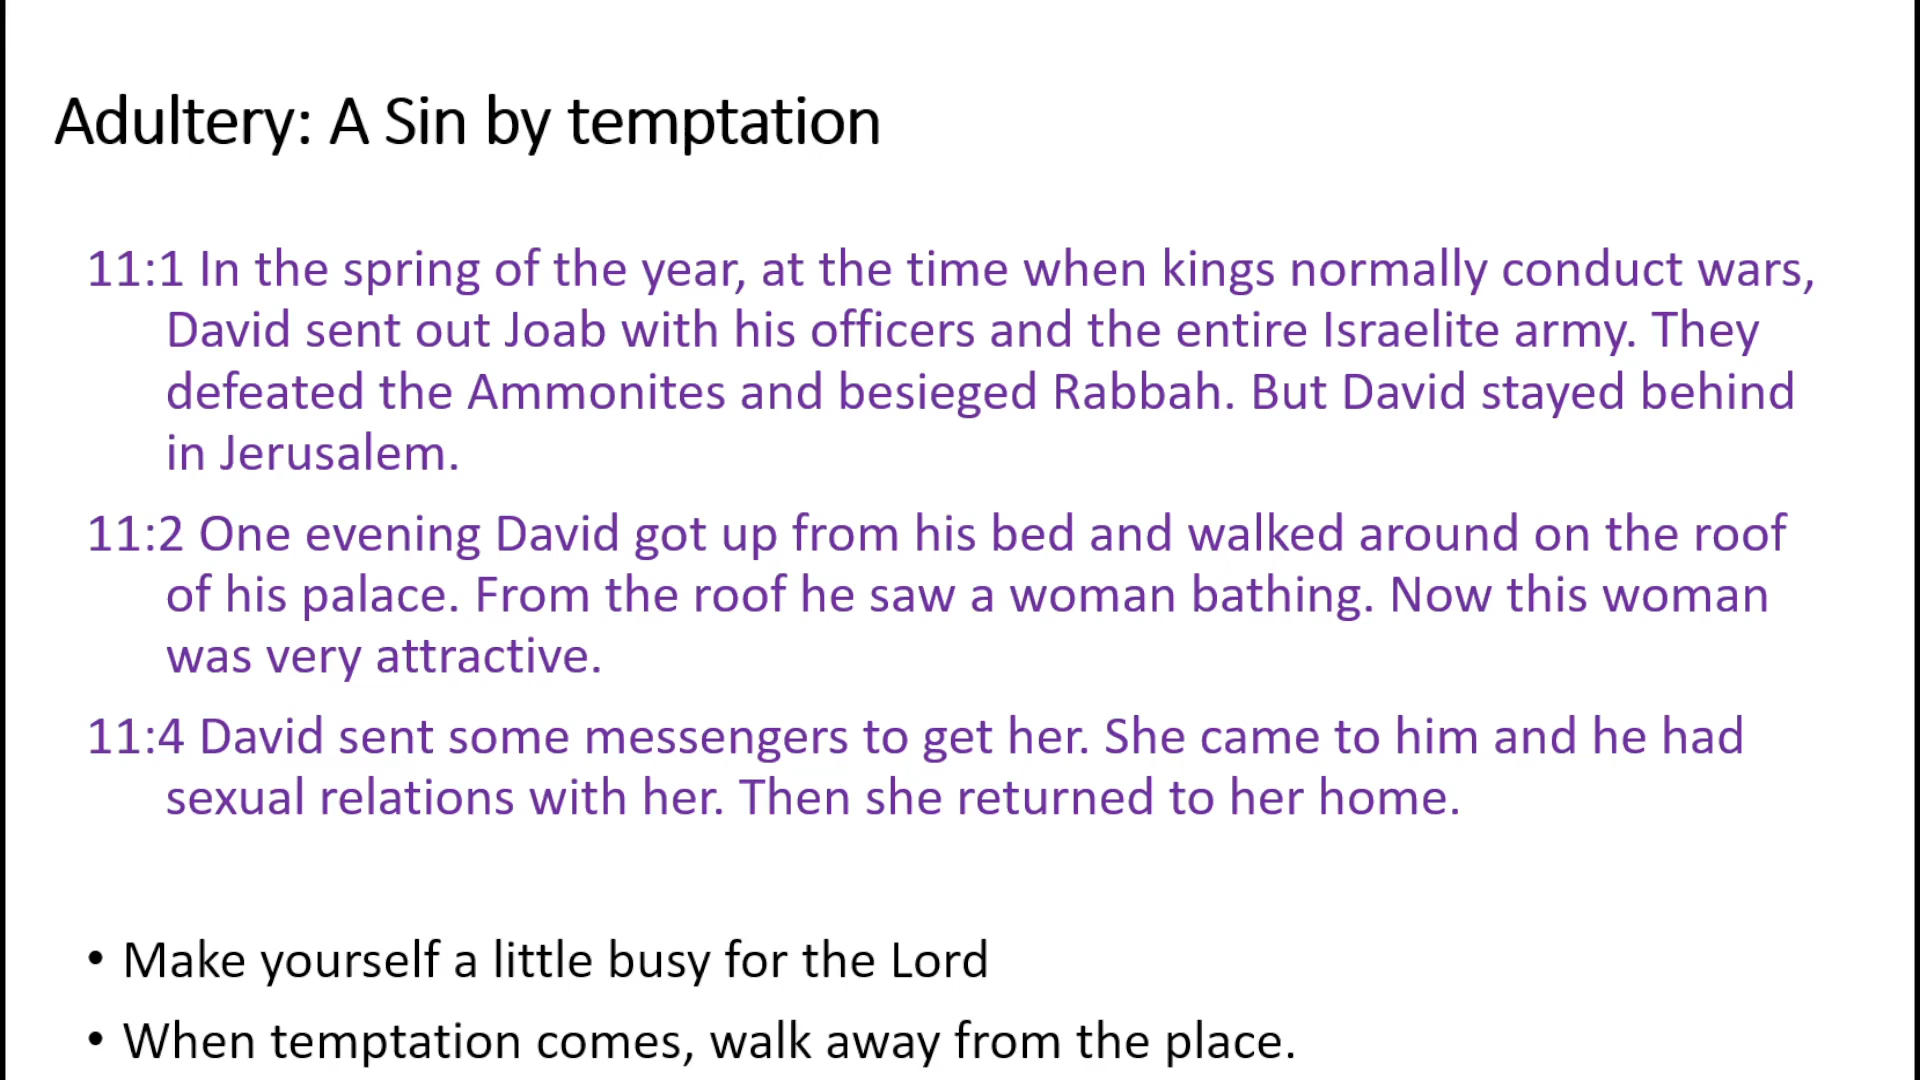 Adultery: A Sin by temptation
11:1 In the spring of the year, at the time when kings normally conduct wars,
David sent out Joab with his officers and the entire Israelite army. They
defeated the Ammonites and besieged Rabbah. But David stayed behind
in Jerusalem.
11:2 One evening David got up from his bed and walked around on the roof
of his palace. From the roof he saw a woman bathing. Now this woman
was very attractive.
11:4 David sent some messengers to get her. She came to him and he had
sexual relations with her. Then she returned to her home.
• Make yourself a little busy for the Lord
• When temptation comes, walk away from the place.